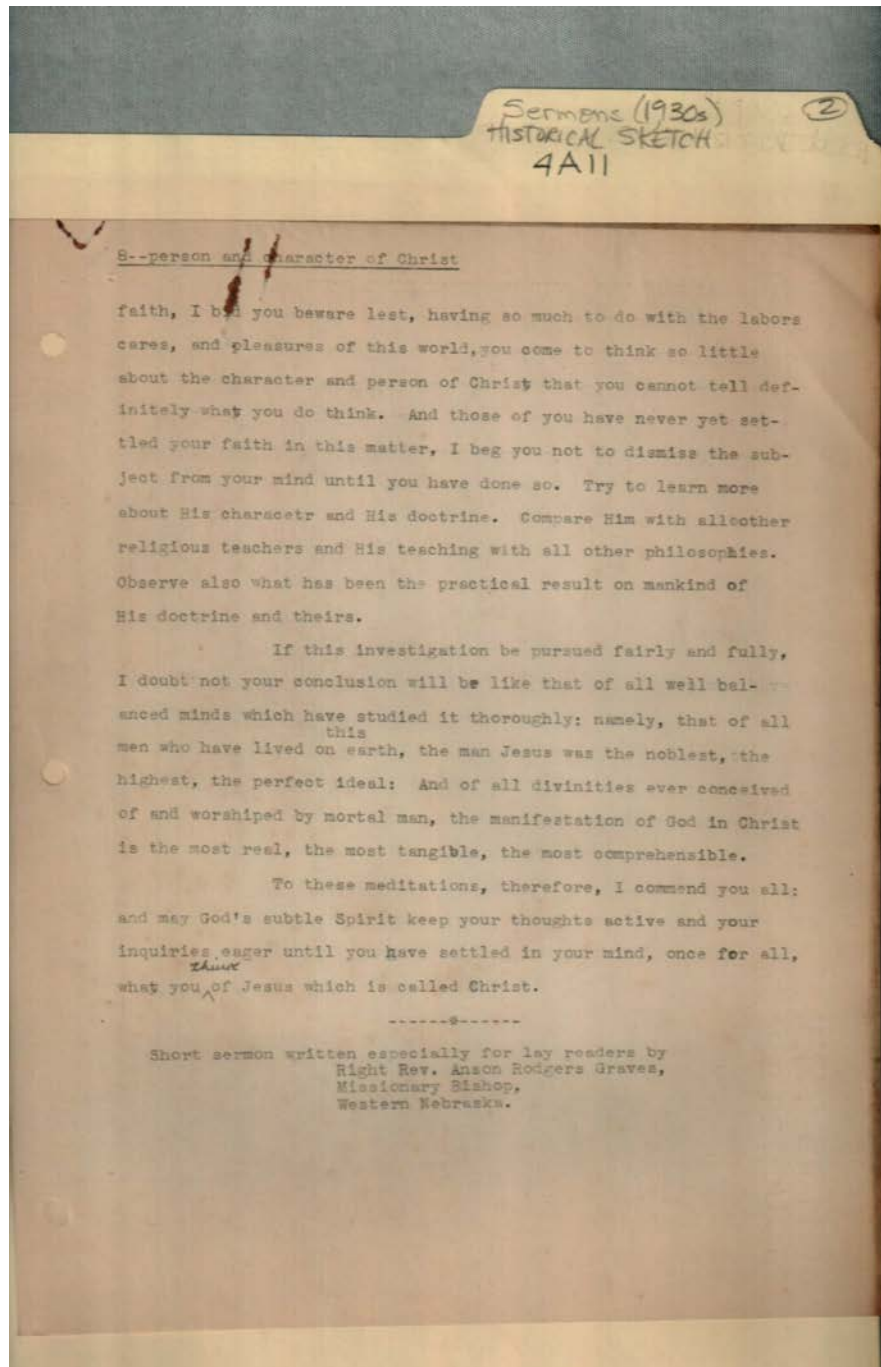 Sermons (1930s) 2
HISTORICAL SKETCH
4A11
8--person and character of Christ
faith, I bid you beware lest, having so much to do with the labors
cares, and pleasures of this world,you come to think so little
about the character and person of Christ that you cannot tell def-
initely what you do think. And those of you have never yet set-
tled your faith in this matter, I beg you not to dismiss the sub-
ject from your mind until you have done so. Try to learn more
about His characetr and His doctrine. Compare Him with allother
religious teachers and His teaching with all other philosophies.
Observe also what has been the practical result on mankind of
His doctrine and theirs.
If this investigation be pursued fairly and fully,
I doubt not your conclusion will be like that of all well bal-
anced minds which have studied it thoroughly: namely, that of all
this
men who have lived on earth, the man Jesus was the noblest, the
highest, the perfect ideal: And of all divinities ever conceived
of and worshiped by mortal man, the manifestation of God in Christ
is the most real, the most tangible, the most comprehensible.
To these meditations, therefore, I commend you all:
and may God's subtle Spirit keep your thoughts active and your
inquiries eager until you have settled in your mind, once for all,
think
what you ^ of Jesus which is called Christ.
------*------
Short sermon written especially for lay readers by
Right Rev. Anson Rodgers Graves,
Missionary Bishop,
Western Nebraska.